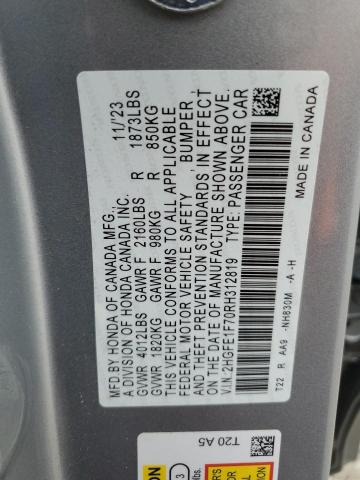 MFD BY HONDA OF CANADA MFG., 11/'23
A DIVISION OF HONDA CANADA INC.
GVWR 4012LBS GAWR F 2160LBS R 1873LBS
GVWR 1820KG GAWR F 980KG R 850KG
THIS VEHICLE CONFORMS TO ALL APPLICABLE
FEDERAL MOTOR VEHICLE SAFETY, BUMPER,
AND THEFT PREVENTION STANDARDS IN EFFECT ON
THE DATE OF MANUFACTURE SHOWN ABOVE.
V.I.N.:2HGFE1F70RH312819 TYPE:PASSENGER CAR
T22 R AA9 -NH830M -A -H
MADE IN CANADA
T20 A5
3